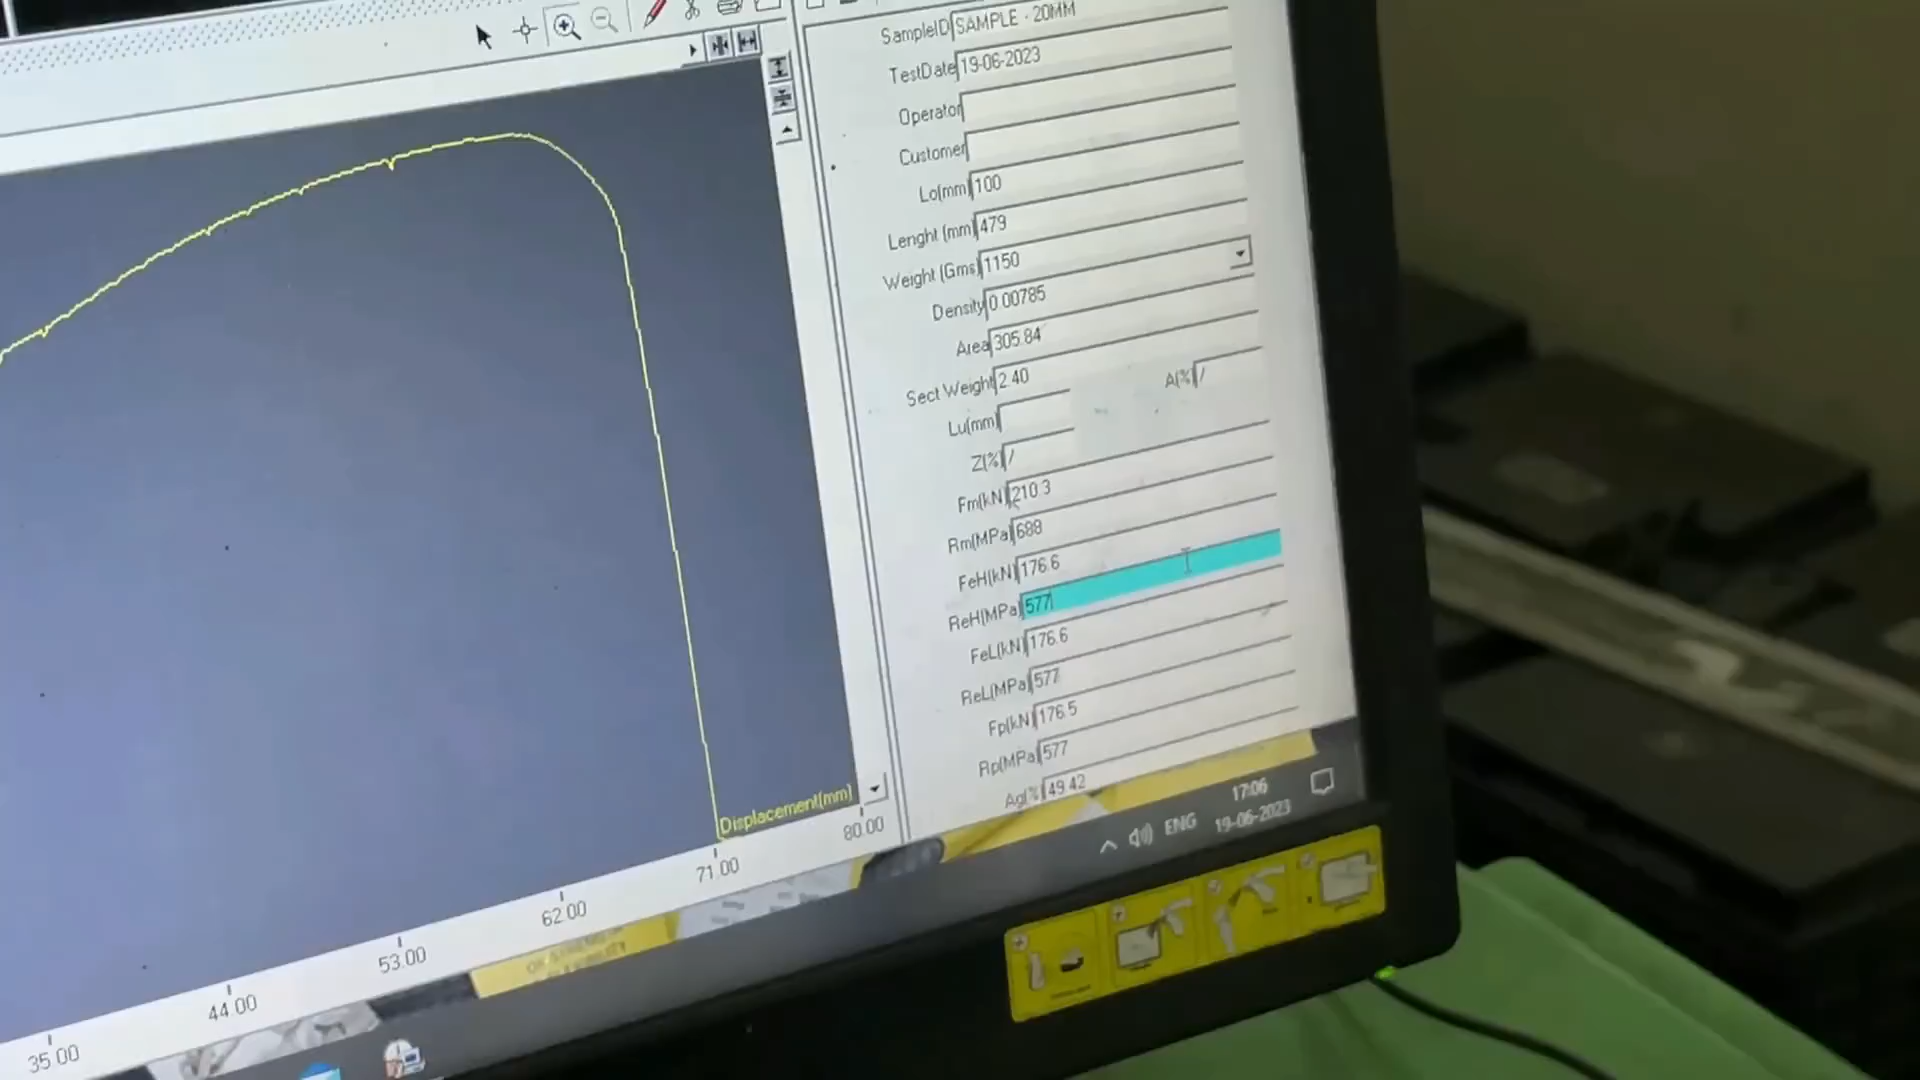 SampleID SAMPLE - 20MM
TestDate 19-06-2023
Operator
Customer
Lo(mm) 100
Lenght (mm) 479
Weight (Gms) 1150
Density 0.00785
Area 305.84
Sect Weight 2.40
A(%) /
Lu(mm)
Z(%) /
Fm(kN) 210.3
Rm(MPa) 688
FeH(kN) 176.6
ReH(MPa) 577
FeL(kN) 176.6
ReL(MPa) 577
Fp(kN) 176.5
Rp(MPa) 577
Ag(%) 49.42
Displacement(mm)
35.00 44.00 53.00 62.00 71.00 80.00
ENG
17:06
19-06-2023